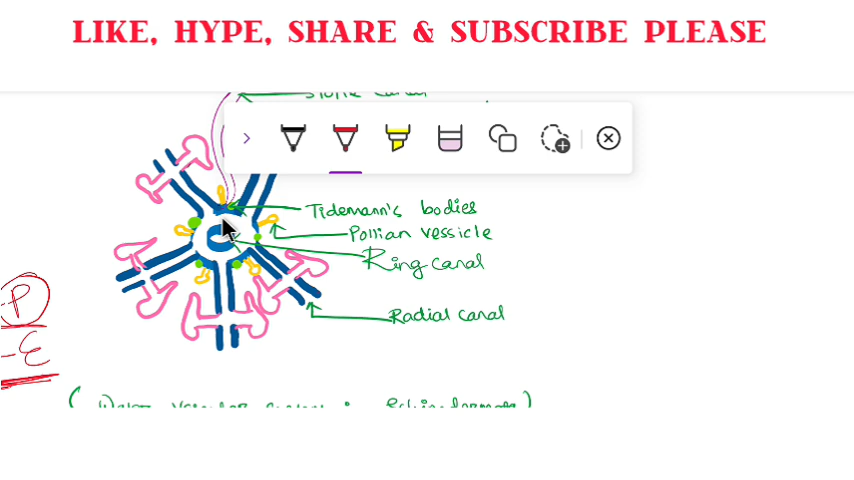 LIKE, HYPE, SHARE & SUBSCRIBE PLEASE
Tidemann's bodies
Pollian vessicle
Ring canal
Radial canal
P
-E